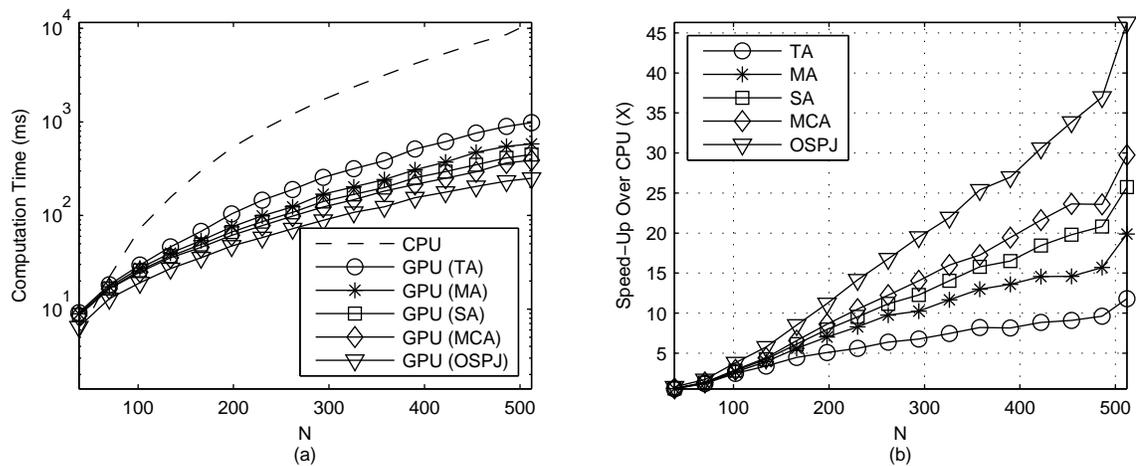 Computation Time (ms)
10^4
10^3
10^2
10^1
CPU
GPU (TA)
GPU (MA)
GPU (SA)
GPU (MCA)
GPU (OSPJ)
100 200 300 400 500
N
(a)
Speed-Up Over CPU (X)
45
40
35
30
25
20
15
10
5
TA
MA
SA
MCA
OSPJ
100 200 300 400 500
N
(b)